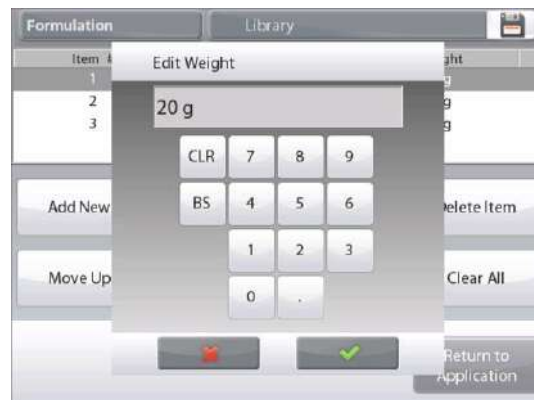 Formulation
Library
Item #
Edit Weight
ght
1
g
20 g
2
g
3
g
CLR 7 8 9
Add New
BS 4 5 6
Delete Item
1 2 3
Move Up
Clear All
0 .
Return to
Application